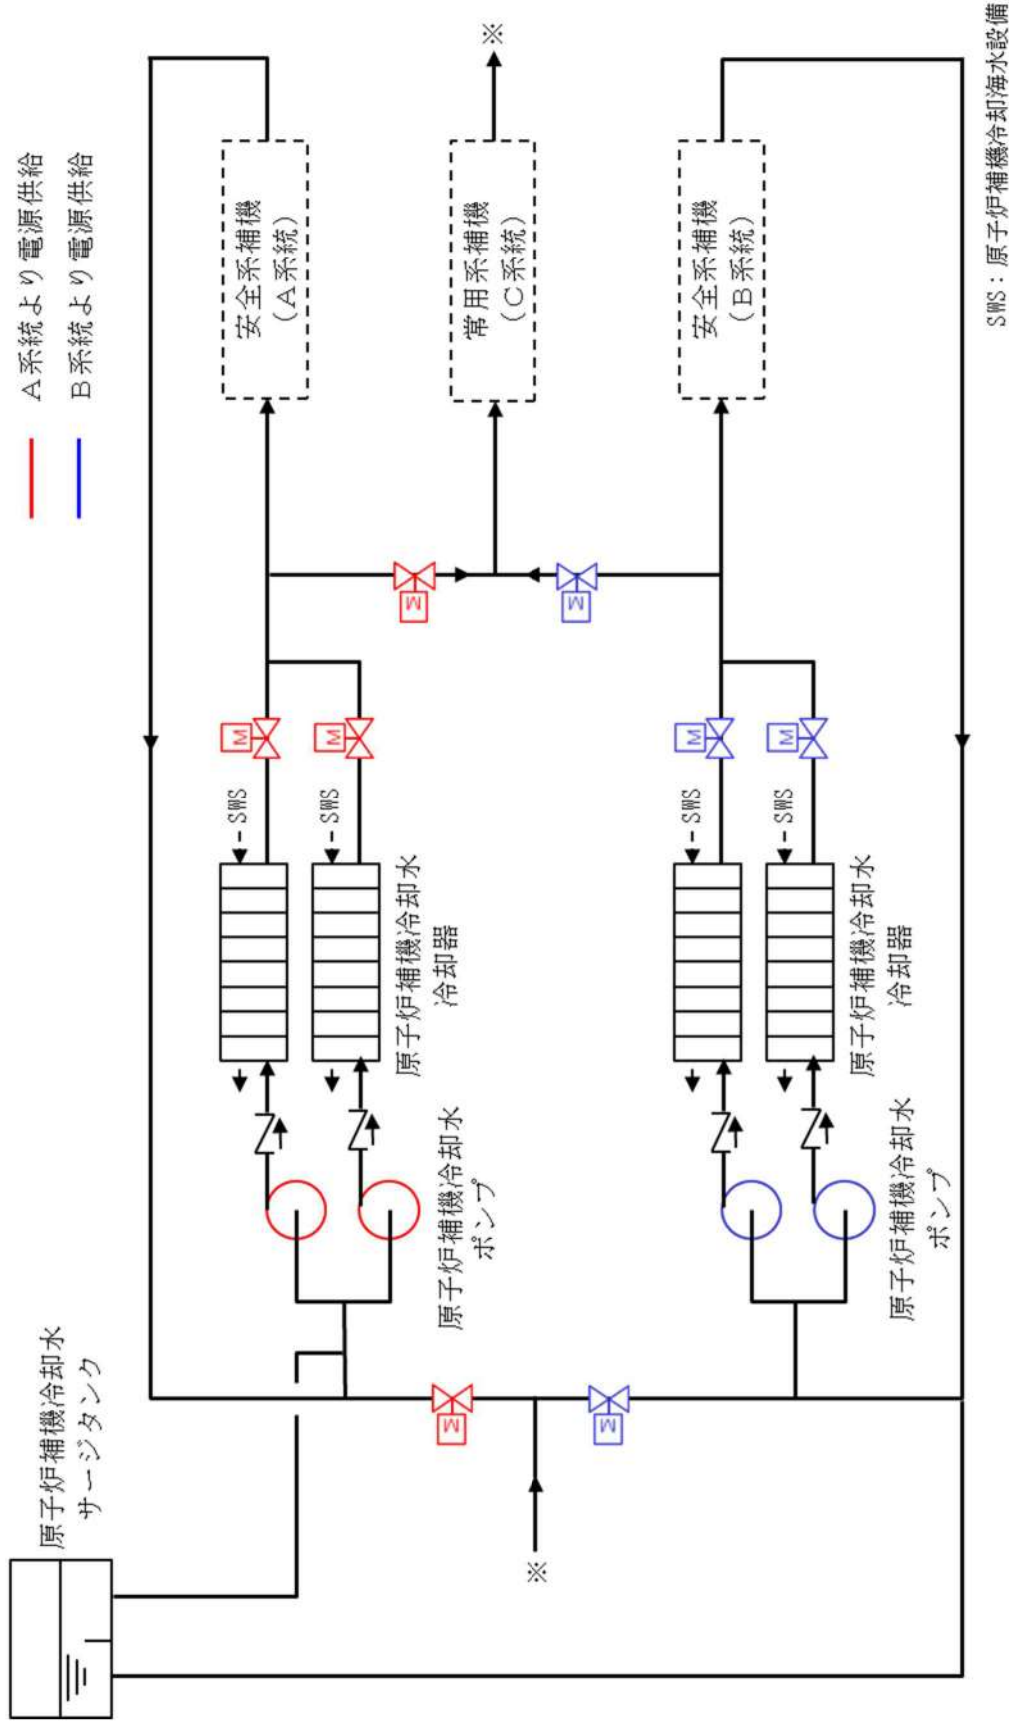 原子炉補機冷却水
サージタンク
A系統より電源供給
B系統より電源供給
M
M
SWS
SWS
原子炉補機冷却水
ポンプ
原子炉補機冷却水
冷却器
安全系補機
(A系統)
※
M
M
M
M
常用系補機
(C系統)
※
M
M
SWS
SWS
原子炉補機冷却水
ポンプ
原子炉補機冷却水
冷却器
安全系補機
(B系統)
SWS:原子炉補機冷却海水設備